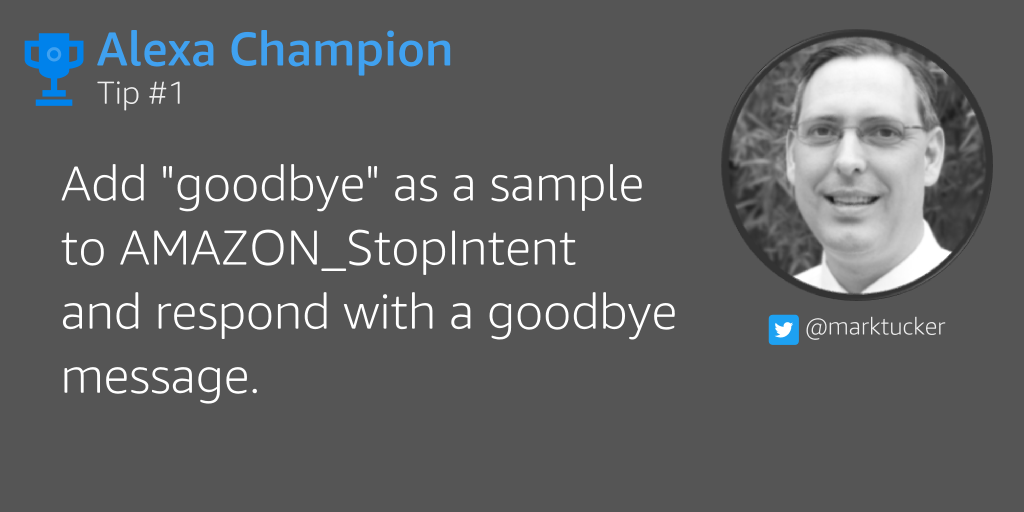 Alexa Champion
Tip #1
Add "goodbye" as a sample
to AMAZON_StopIntent
and respond with a goodbye
message.
@marktucker